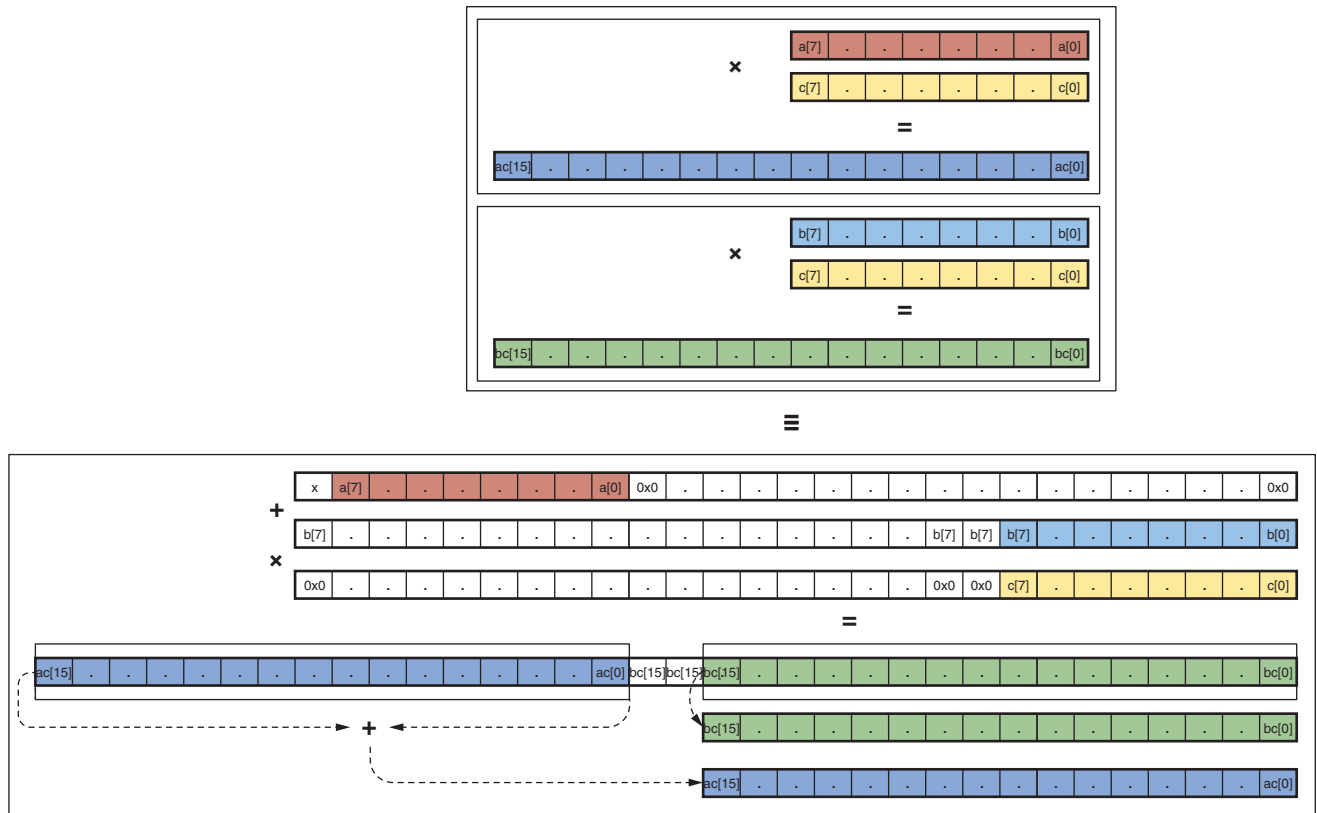 a[7] . . . . . . a[0]
×
c[7] . . . . . . c[0]
=
ac[15] . . . . . . . . . . . . . . ac[0]
b[7] . . . . . . b[0]
×
c[7] . . . . . . c[0]
=
bc[15] . . . . . . . . . . . . . . bc[0]
≡
x a[7] . . . . . . a[0] 0x0 . . . . . . . . . . . . . . . . 0x0
+
b[7] . . . . . . . . . . . . . . . . b[7] b[7] b[7] . . . . . . b[0]
×
0x0 . . . . . . . . . . . . . . . . 0x0 0x0 c[7] . . . . . . c[0]
=
ac[15] . . . . . . . . . . . . . . ac[0] bc[15] bc[15] bc[15] . . . . . . . . . . . . . . bc[0]
+
bc[15] . . . . . . . . . . . . . . bc[0]
ac[15] . . . . . . . . . . . . . . ac[0]